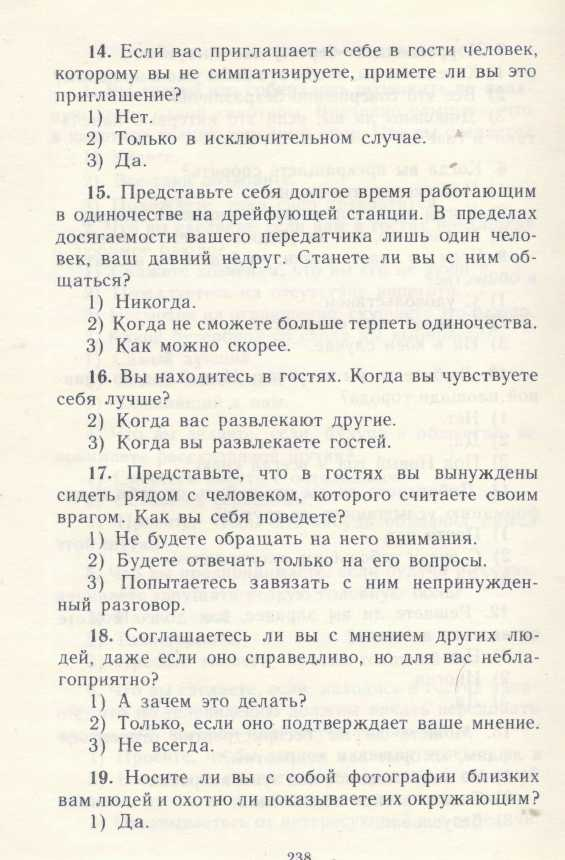 14. Если вас приглашает к себе в гости человек,
которому вы не симпатизируете, примете ли вы это
приглашение?
1) Нет.
2) Только в исключительном случае.
3) Да.
15. Представьте себя долгое время работающим
в одиночестве на дрейфующей станции. В пределах
досягаемости вашего передатчика лишь один чело-
век, ваш давний недруг. Станете ли вы с ним об-
щаться?
1) Никогда.
2) Когда не сможете больше терпеть одиночества.
3) Как можно скорее.
16. Вы находитесь в гостях. Когда вы чувствуете
себя лучше?
2) Когда вас развлекают другие.
3) Когда вы развлекаете гостей.
17. Представьте, что в гостях вы вынуждены
сидеть рядом с человеком, которого считаете своим
врагом. Как вы себя поведете?
1) Не будете обращать на него внимания.
2) Будете отвечать только на его вопросы.
3) Попытаетесь завязать с ним непринужден-
ный разговор.
18. Соглашаетесь ли вы с мнением других лю-
дей, даже если оно справедливо, но для вас небла-
гоприятно?
1) А зачем это делать?
2) Только, если оно подтверждает ваше мнение.
3) Не всегда.
19. Носите ли вы с собой фотографии близких
вам людей и охотно ли показываете их окружающим?
1) Да.
238